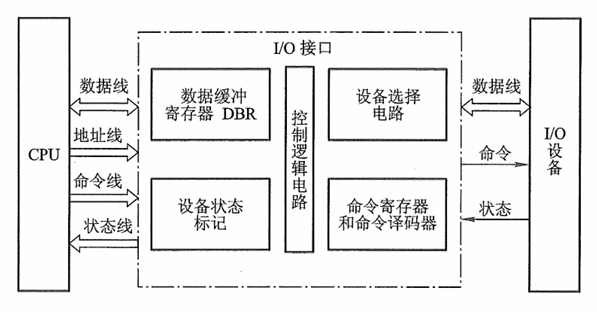 I/O 接口
数据线
数据缓冲
寄存器 DBR
设备选择
电路
数据线
地址线
CPU
控制逻辑电路
I/O
设备
命令
命令线
设备状态
标记
命令寄存器
和命令译码器
状态
状态线